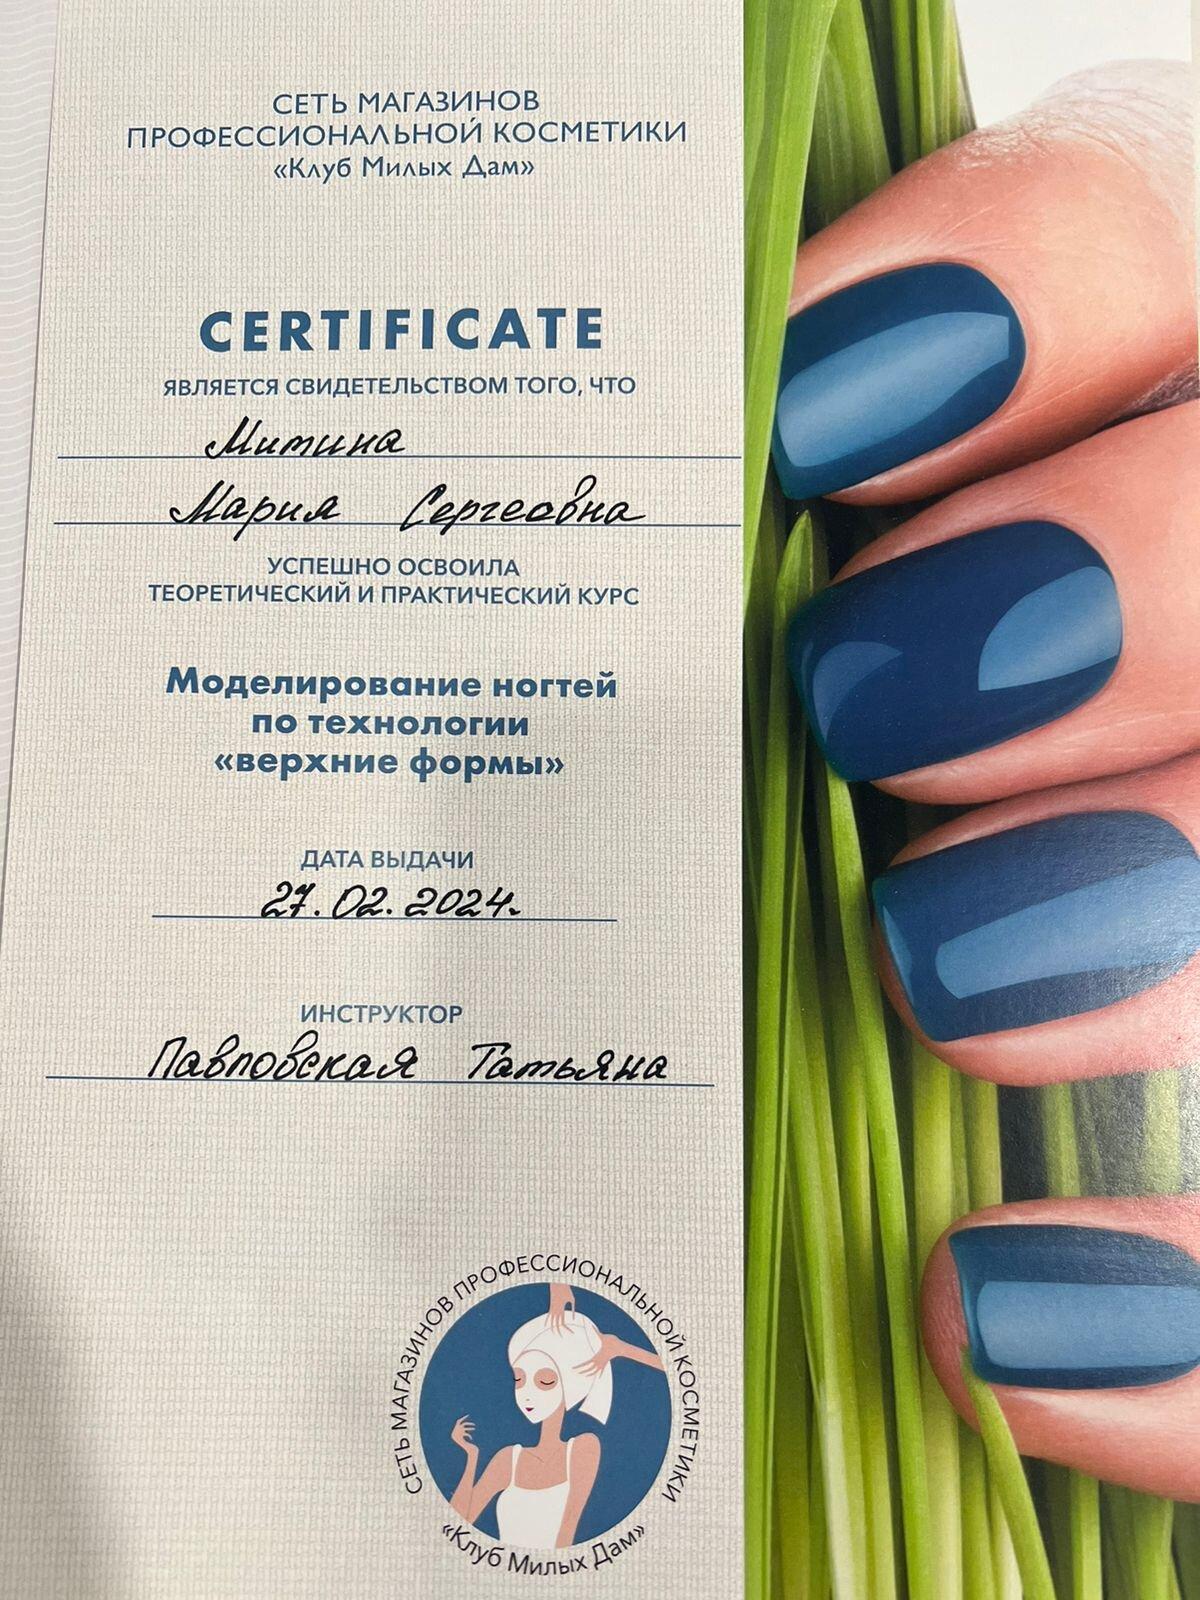 СЕТЬ МАГАЗИНОВ
ПРОФЕССИОНАЛЬНОЙ КОСМЕТИКИ
«Клуб Милых Дам»
CERTIFICATE
ЯВЛЯЕТСЯ СВИДЕТЕЛЬСТВОМ ТОГО, ЧТО
Митина
Мария Сергеевна
УСПЕШНО ОСВОИЛА
ТЕОРЕТИЧЕСКИЙ И ПРАКТИЧЕСКИЙ КУРС
Моделирование ногтей
по технологии
«верхние формы»
ДАТА ВЫДАЧИ
27.02.2024.
ИНСТРУКТОР
Павловская Татьяна
СЕТЬ МАГАЗИНОВ ПРОФЕССИОНАЛЬНОЙ КОСМЕТИКИ
«Клуб Милых Дам»